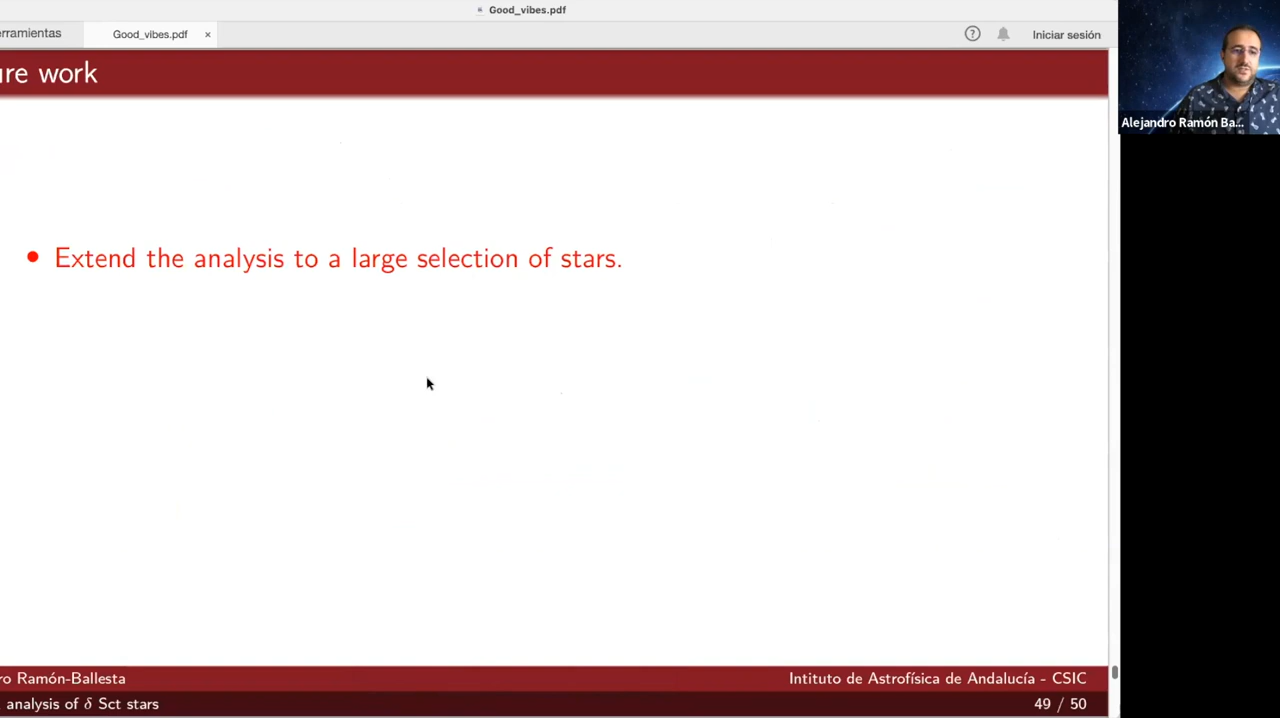 Good_vibes.pdf
erramientas
Good_vibes.pdf ×
? Iniciar sesión
ure work
Alejandro Ramón Ba...
• Extend the analysis to a large selection of stars.
ro Ramón-Ballesta
Intituto de Astrofísica de Andalucía - CSIC
analysis of δ Sct stars
49 / 50